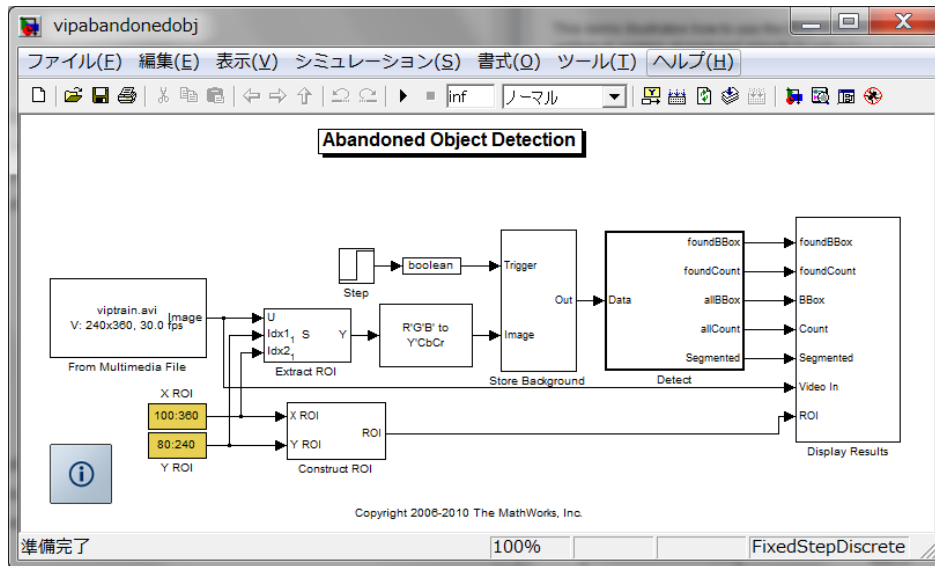 vipabandonedobj
ファイル(F) 編集(E) 表示(V) シミュレーション(S) 書式(O) ツール(T) ヘルプ(H)
inf ノーマル
Abandoned Object Detection
viptrain.avi
V: 240x360, 30.0 fps
Image
From Multimedia File
X ROI
100:360
80:240
Y ROI
U
Idx1₁ S Y
Idx2₁
Extract ROI
X ROI
Y ROI
ROI
Construct ROI
Step
boolean
R'G'B' to
Y'CbCr
Trigger
Out
Image
Store Background
Data
foundBBox
foundCount
allBBox
allCount
Segmented
Detect
foundBBox
foundCount
BBox
Count
Segmented
Video In
ROI
Display Results
Copyright 2006-2010 The MathWorks, Inc.
準備完了 100% FixedStepDiscrete